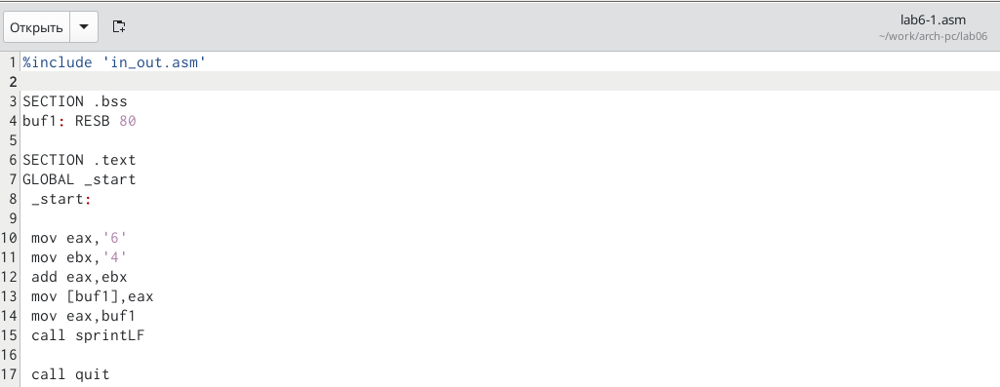 Открыть
lab6-1.asm
~/work/arch-pc/lab06
1 %include 'in_out.asm'
2
3 SECTION .bss
4 buf1: RESB 80
5
6 SECTION .text
7 GLOBAL _start
8  _start:
9
10  mov eax,'6'
11  mov ebx,'4'
12  add eax,ebx
13  mov [buf1],eax
14  mov eax,buf1
15  call sprintLF
16
17  call quit